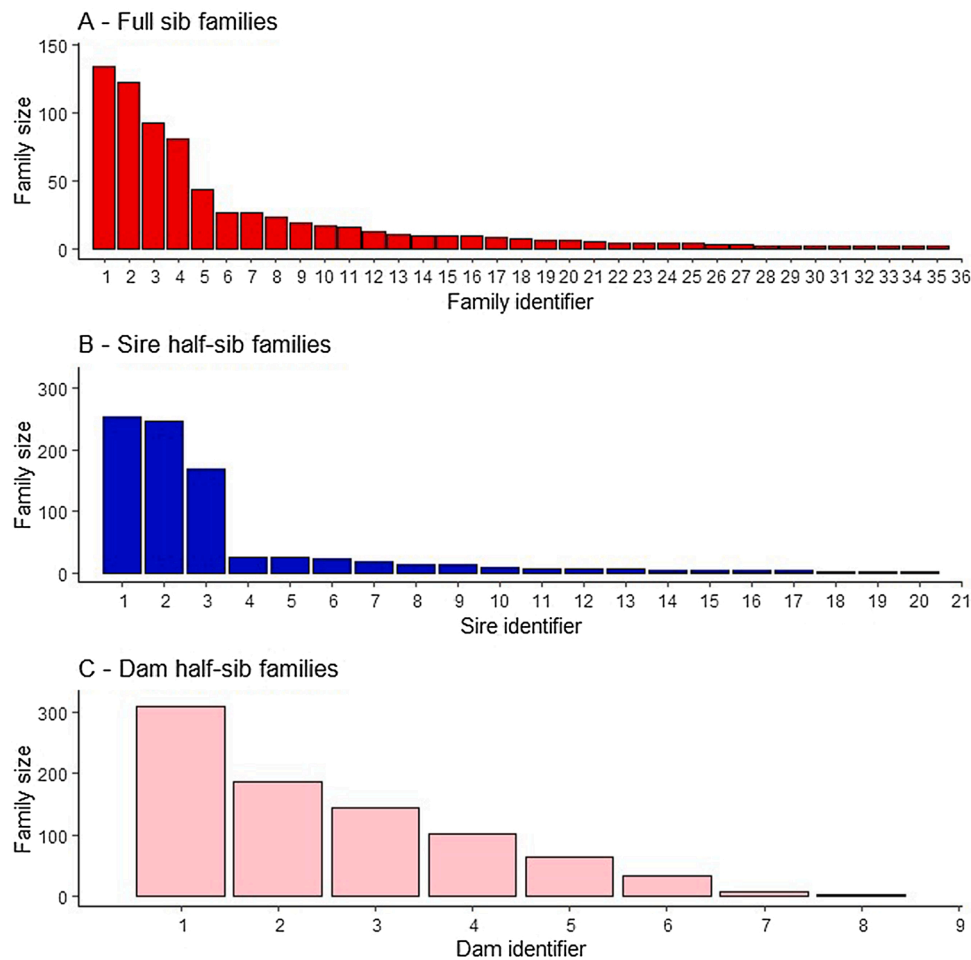 A - Full sib families
150
100
50
0
Family size
1 2 3 4 5 6 7 8 9 10 11 12 13 14 15 16 17 18 19 20 21 22 23 24 25 26 27 28 29 30 31 32 33 34 35 36
Family identifier
B - Sire half-sib families
300
200
100
0
Family size
1 2 3 4 5 6 7 8 9 10 11 12 13 14 15 16 17 18 19 20 21
Sire identifier
C - Dam half-sib families
300
200
100
0
Family size
1 2 3 4 5 6 7 8 9
Dam identifier